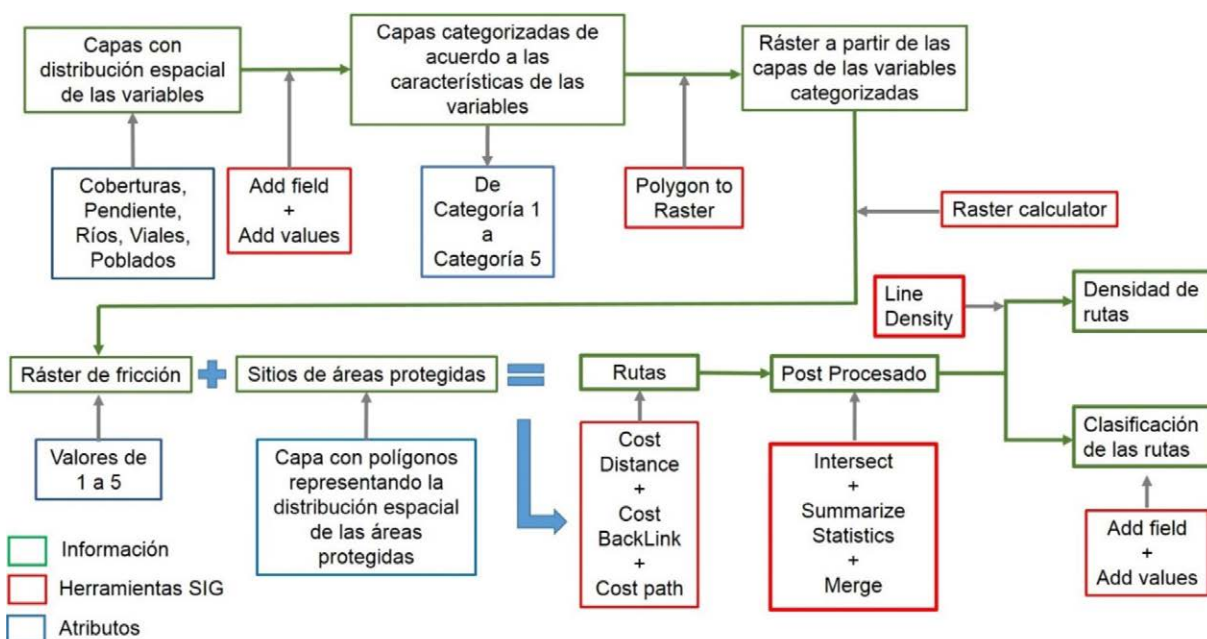 Capas con
distribución espacial
de las variables
Capas categorizadas de
acuerdo a las
características de las
variables
Ráster a partir de las
capas de las variables
categorizadas
Coberturas,
Pendiente,
Ríos, Viales,
Poblados
Add field
+
Add values
De
Categoría 1
a
Categoría 5
Polygon to
Raster
Raster calculator
Line
Density
Densidad de
rutas
Ráster de fricción
Sitios de áreas protegidas
Rutas
Post Procesado
Clasificación
de las rutas
Valores de
1 a 5
Capa con polígonos
representando la
distribución espacial
de las áreas
protegidas
Cost
Distance
+
Cost
BackLink
+
Cost path
Intersect
+
Summarize
Statistics
+
Merge
Add field
+
Add values
Información
Herramientas SIG
Atributos